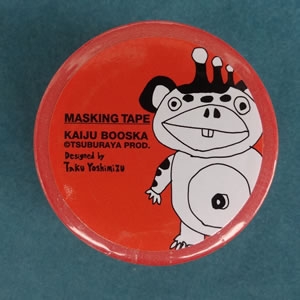 MASKING TAPE
KAIJU BOOSKA
©TSUBURAYA PROD.
Designed by
Taku Yoshimizu